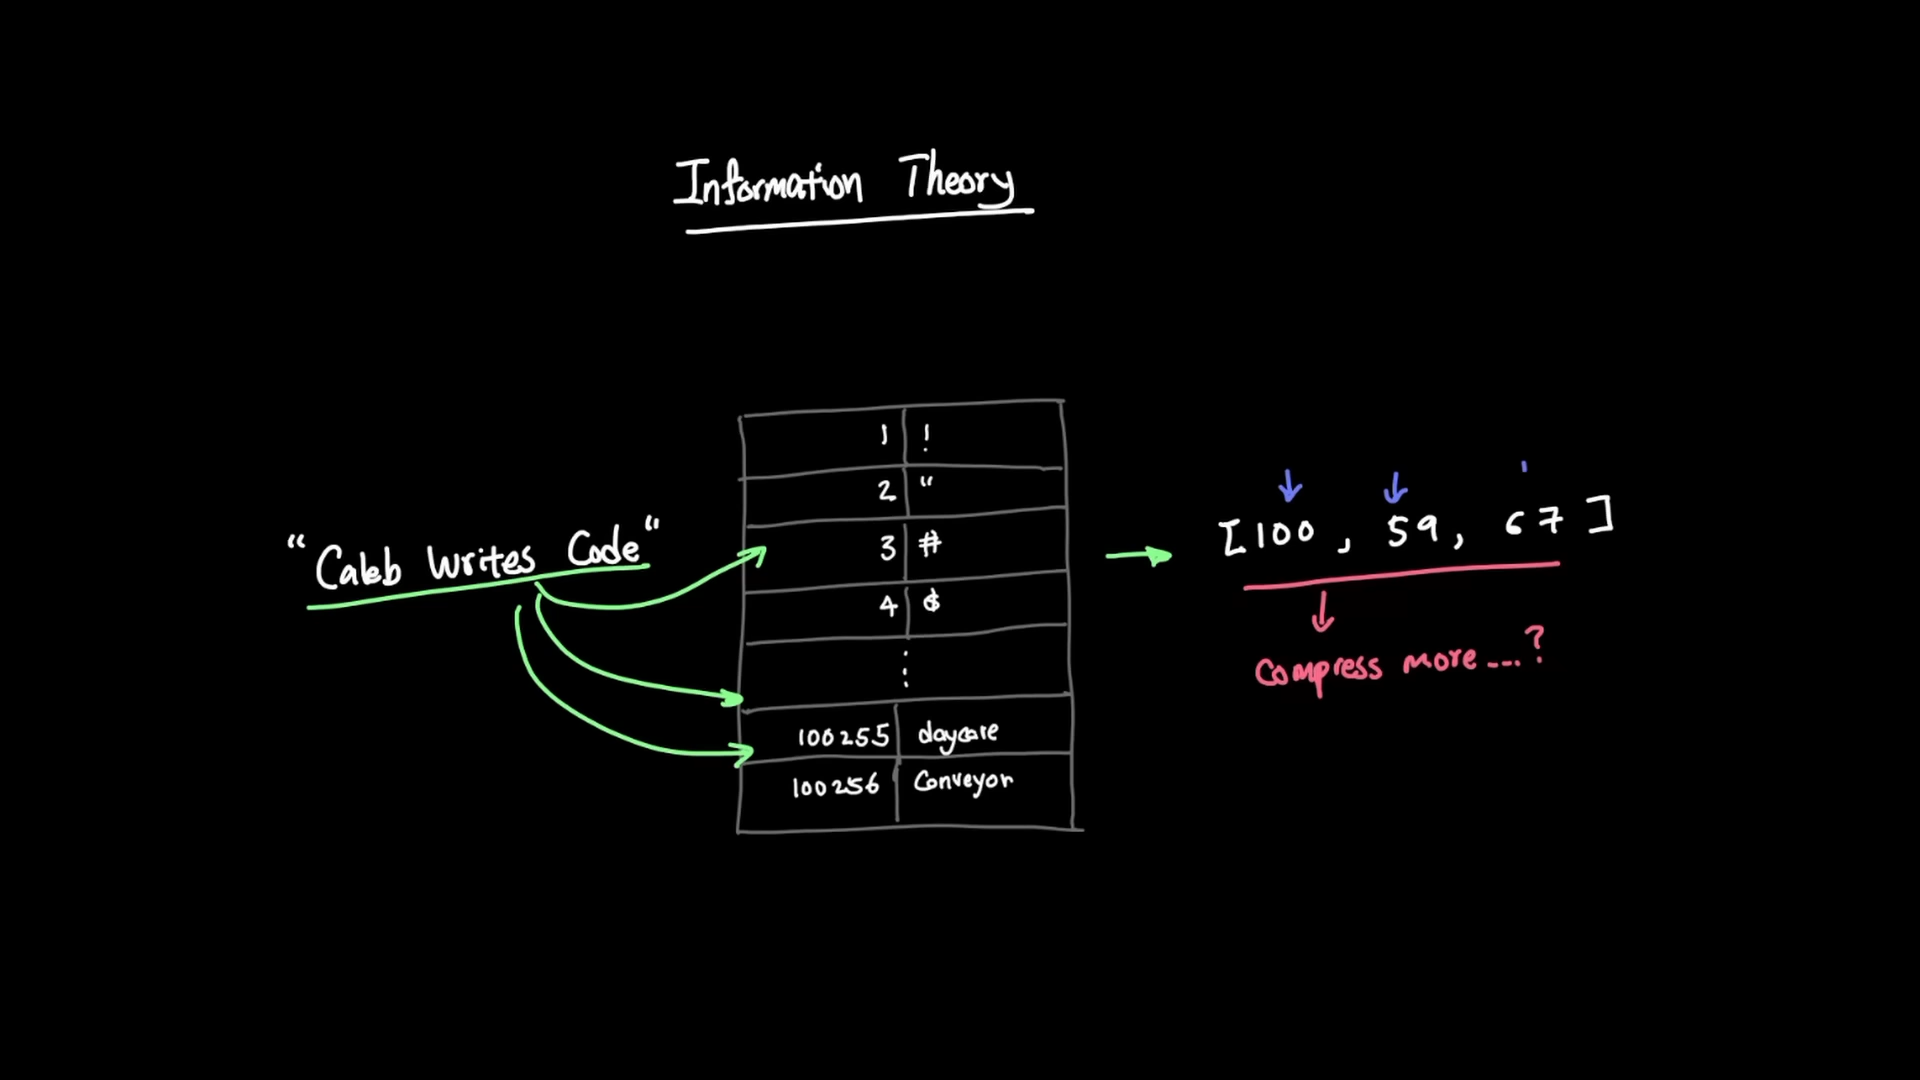 Information Theory
"Caleb Writes Code"
1 !
2 "
3 #
4 $
⋮
100255 daycare
100256 Conveyor
[100, 59, 67]
Compress more ...?